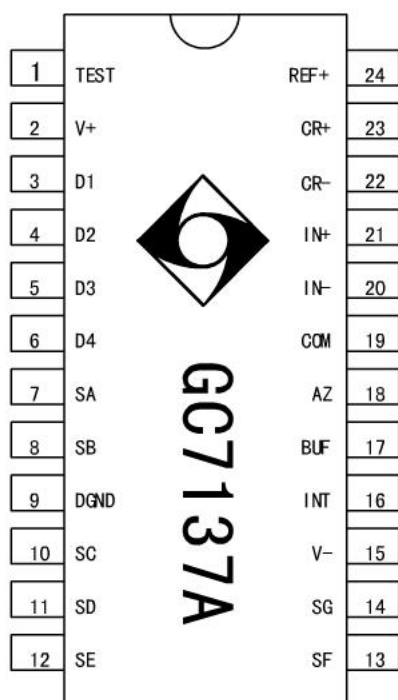 1 TEST REF+ 24
2 V+ CR+ 23
3 D1 CR- 22
4 D2 IN+ 21
5 D3 IN- 20
6 D4 COM 19
7 SA AZ 18
8 SB BUF 17
9 DGND INT 16
10 SC V- 15
11 SD SG 14
12 SE SF 13
GC7137A